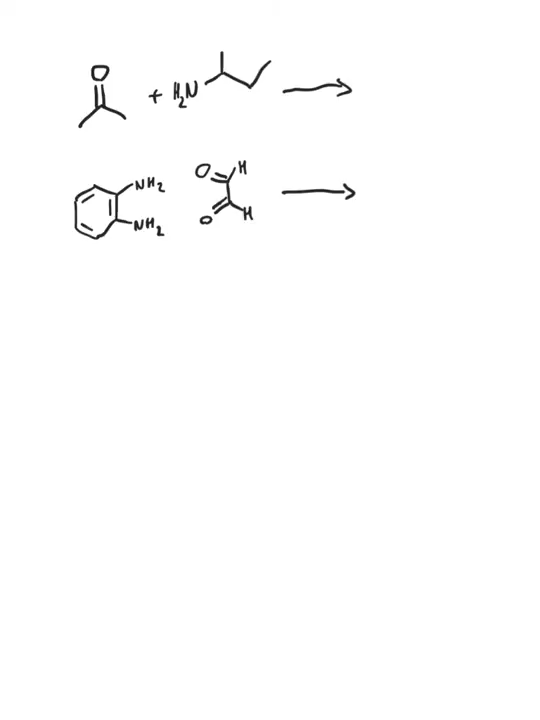 O
+ H₂N
NH₂
O H
NH₂
O H